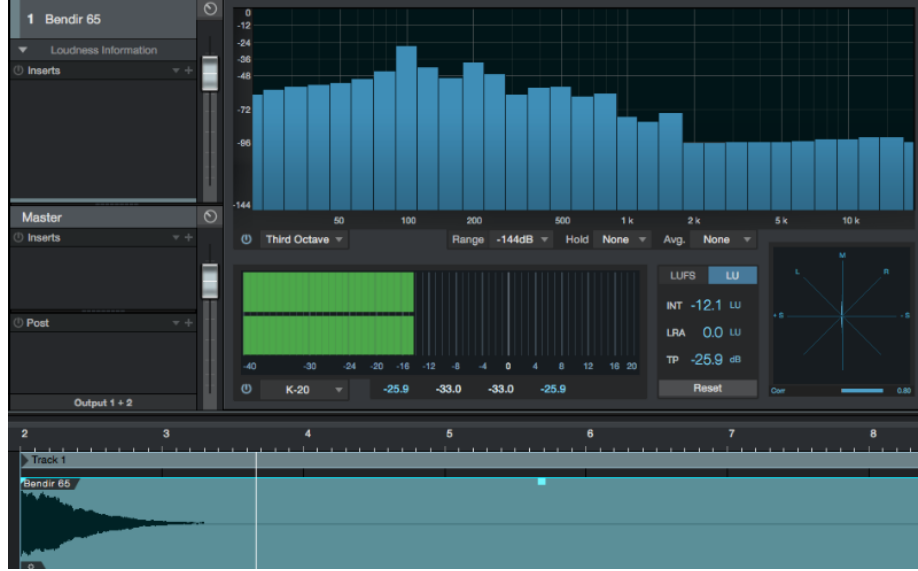 1 Bendir 65
Loudness Information
Inserts
Master
Inserts
Post
Output 1 + 2
0
-12
-24
-36
-48
-72
-96
-144
50 100 200 500 1 k 2 k 5 k 10 k
Third Octave Range -144dB Hold None Avg. None
-40 -30 -24 -20 -16 -12 -8 -4 0 4 8 12 16 20
K-20 -25.9 -33.0 -33.0 -25.9
LUFS LU
INT -12.1 LU
LRA 0.0 LU
TP -25.9 dB
Reset
M
L R
+ S - S
Corr 0.80
2 3 4 5 6 7 8
Track 1
Bendir 65